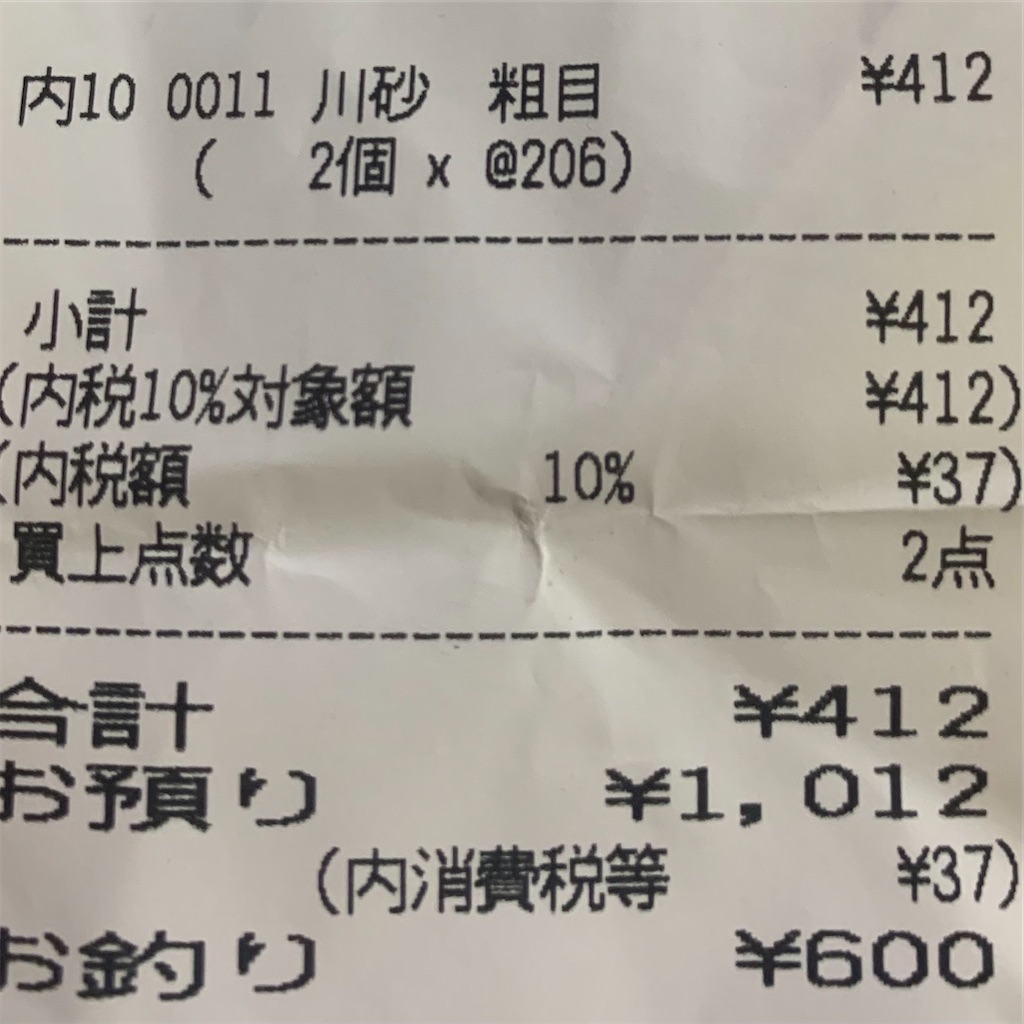 内10 0011 川砂 粗目 ¥412
( 2個 x @206)
小計 ¥412
(内税10%対象額 ¥412)
(内税額 10% ¥37)
買上点数 2点
合計 ¥412
お預り ¥1,012
(内消費税等 ¥37)
お釣り ¥600